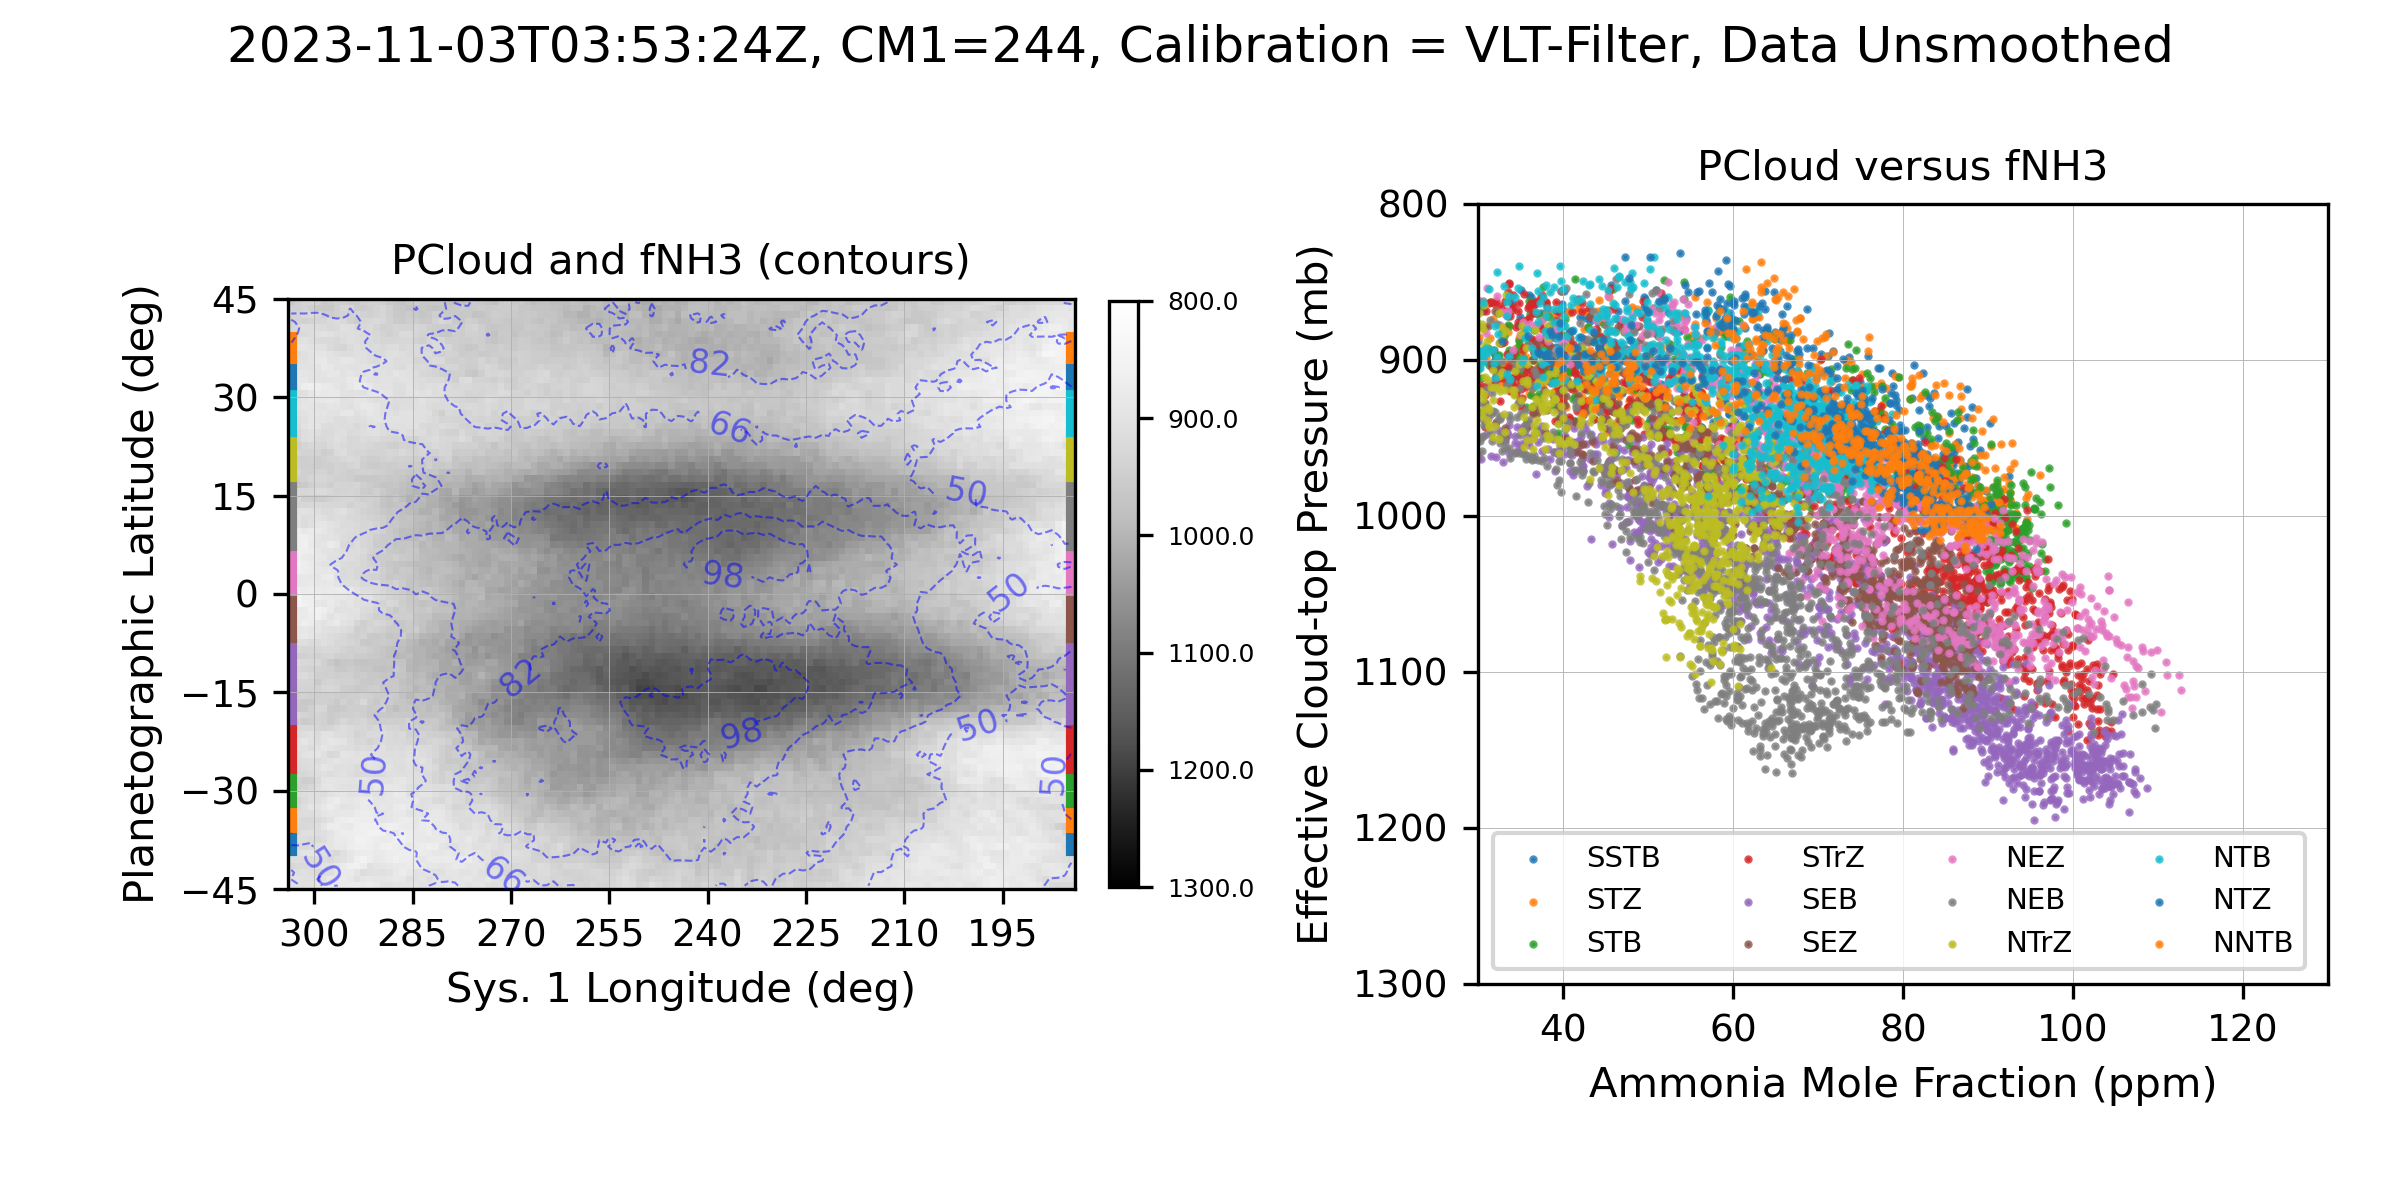 2023-11-03T03:53:24Z, CM1=244, Calibration = VLT-Filter, Data Unsmoothed
PCloud and fNH3 (contours)
Planetographic Latitude (deg)
45
30
15
0
−15
−30
−45
82
66
50
98
50
82
98
50
50
50
50
66
300 285 270 255 240 225 210 195
Sys. 1 Longitude (deg)
800.0
900.0
1000.0
1100.0
1200.0
1300.0
PCloud versus fNH3
Effective Cloud-top Pressure (mb)
800
900
1000
1100
1200
1300
SSTB STrZ NEZ NTB
STZ SEB NEB NTZ
STB SEZ NTrZ NNTB
40 60 80 100 120
Ammonia Mole Fraction (ppm)